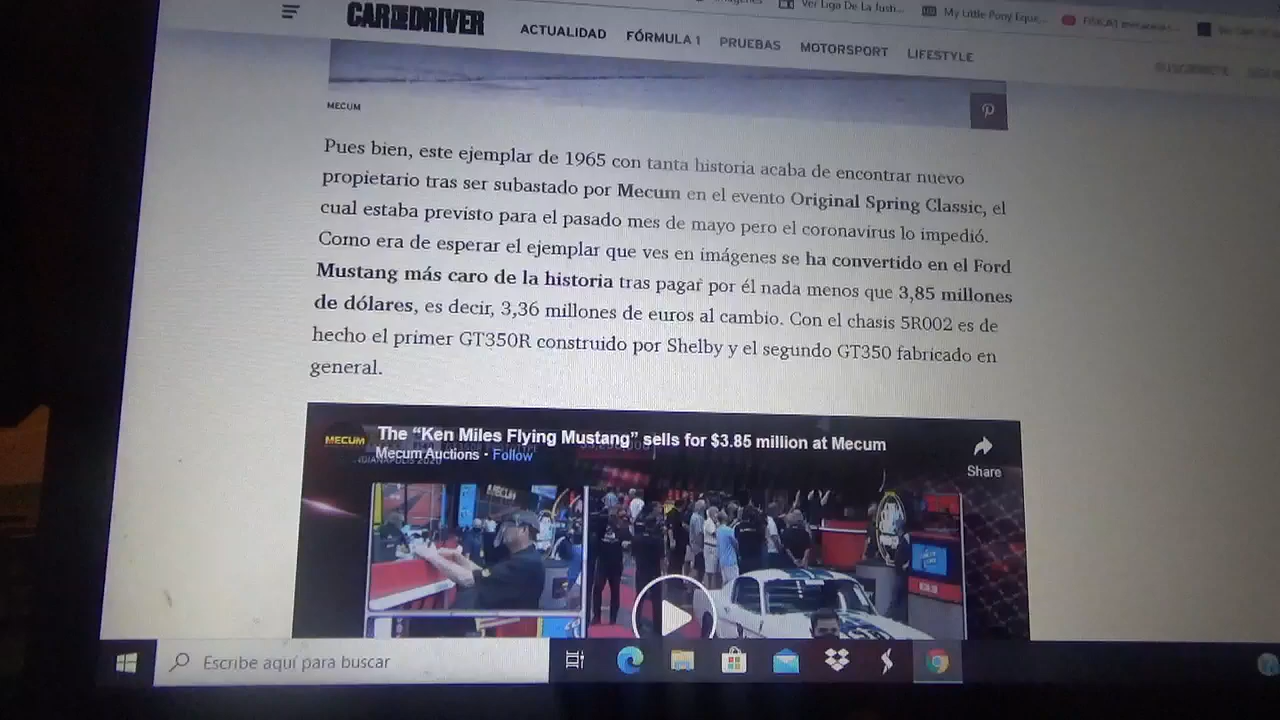 Ver Liga De La Just...
My Little Pony Eque...
CAR AND DRIVER
ACTUALIDAD FÓRMULA 1 PRUEBAS MOTORSPORT LIFESTYLE
MECUM
Pues bien, este ejemplar de 1965 con tanta historia acaba de encontrar nuevo
propietario tras ser subastado por Mecum en el evento Original Spring Classic, el
cual estaba previsto para el pasado mes de mayo pero el coronavirus lo impedió.
Como era de esperar el ejemplar que ves en imágenes se ha convertido en el Ford
Mustang más caro de la historia tras pagar por él nada menos que 3,85 millones
de dólares, es decir, 3,36 millones de euros al cambio. Con el chasis 5R002 es de
hecho el primer GT350R construido por Shelby y el segundo GT350 fabricado en
general.
MECUM The “Ken Miles Flying Mustang” sells for $3.85 million at Mecum
Mecum Auctions · Follow
Share
INDIANAPOLIS 2020
MECUM
Escribe aquí para buscar